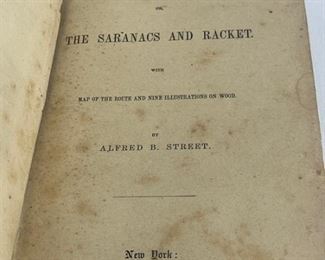 OR,
THE SARANACS AND RACKET.
WITH
MAP OF THE ROUTE AND NINE ILLUSTRATIONS ON WOOD.
BY
ALFRED B. STREET.
New York: